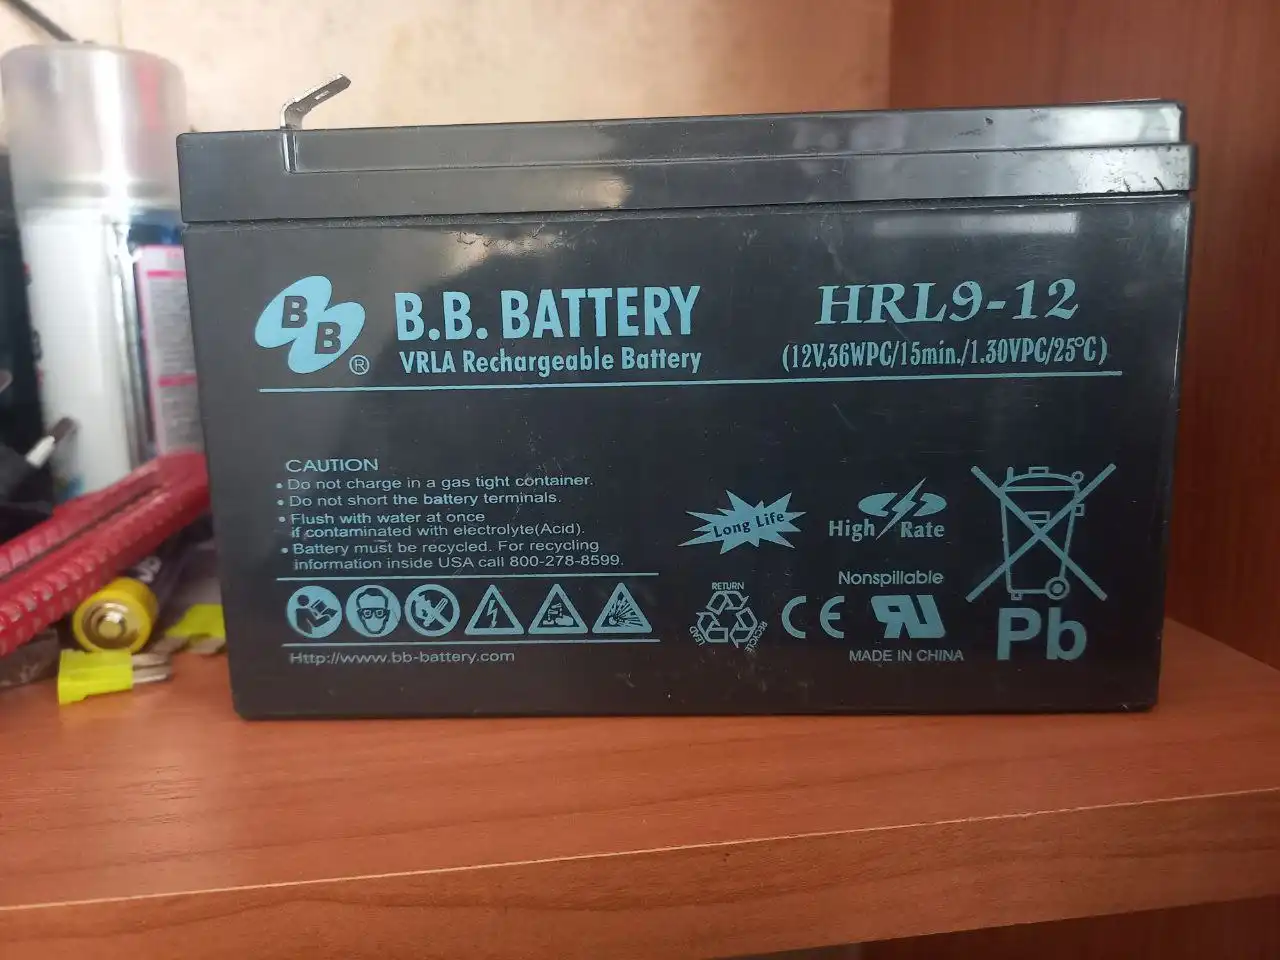 BB®
B.B. BATTERY
VRLA Rechargeable Battery
HRL9-12
(12V,36WPC/15min./1.30VPC/25°C)
CAUTION
• Do not charge in a gas tight container.
• Do not short the battery terminals.
• Flush with water at once
if contaminated with electrolyte(Acid).
• Battery must be recycled. For recycling
information inside USA call 800-278-8599.
Http://www.bb-battery.com
Long Life
High Rate
Nonspillable
RETURN
LEAD
RECYCLE
CE
RU
MADE IN CHINA
Pb